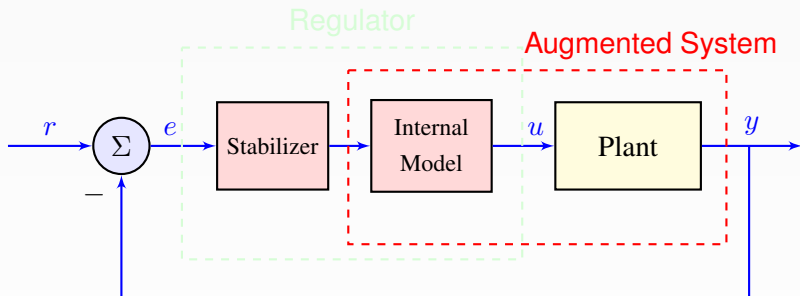 Regulator
Augmented System
r
Σ
e
Stabilizer
Internal
Model
u
Plant
y
−